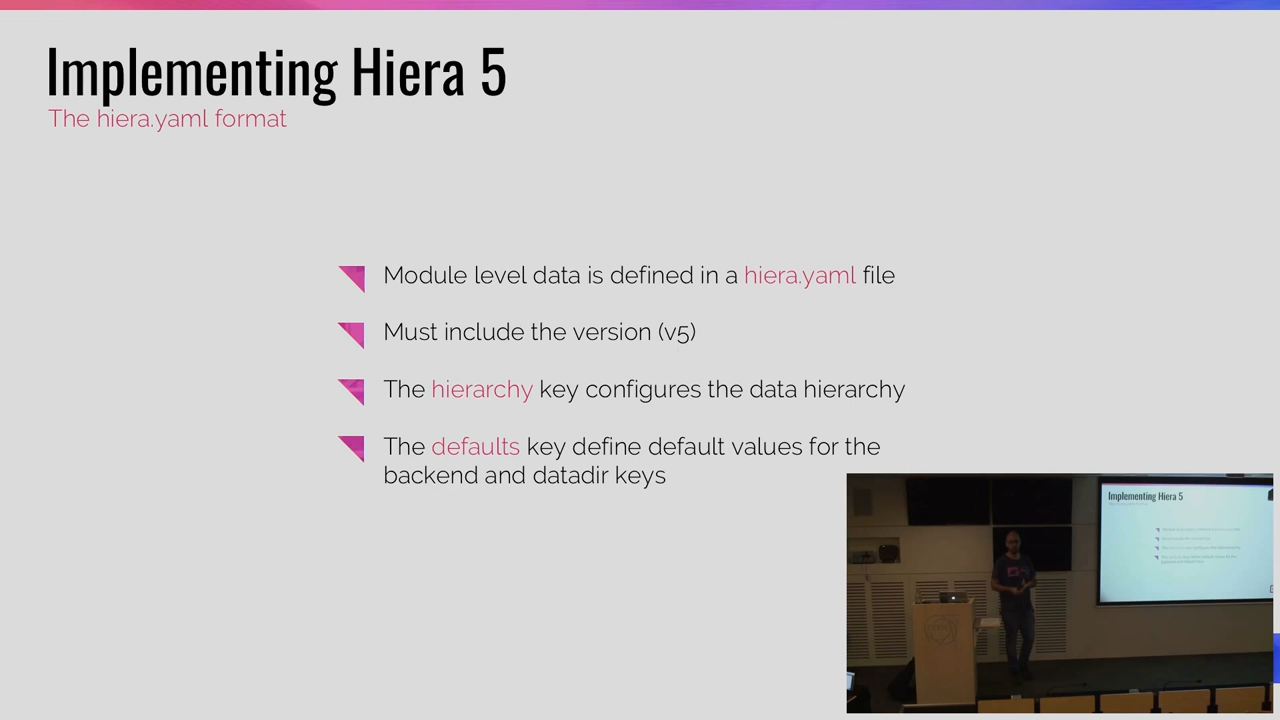 Implementing Hiera 5
The hiera.yaml format
Module level data is defined in a hiera.yaml file
Must include the version (v5)
The hierarchy key configures the data hierarchy
The defaults key define default values for the
backend and datadir keys
Implementing Hiera 5